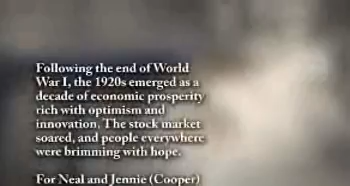 Following the end of World
War I, the 1920s emerged as a
decade of economic prosperity
rich with optimism and
innovation. The stock market
soared, and people everywhere
were brimming with hope.
For Neal and Jennie (Cooper)